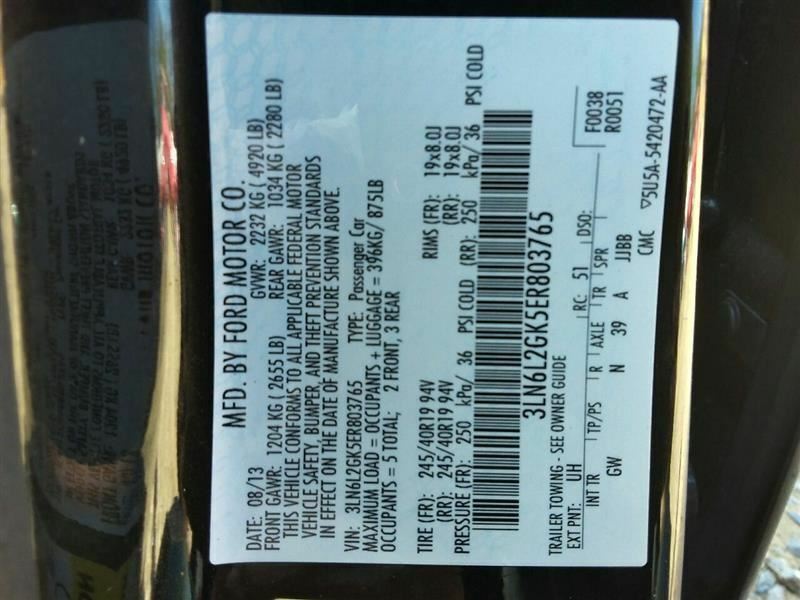 MFD. BY FORD MOTOR CO.
DATE: 08/13 GVWR: 2232 KG ( 4920 LB)
FRONT GAWR: 1204 KG ( 2655 LB) REAR GAWR: 1034 KG ( 2280 LB)
THIS VEHICLE CONFORMS TO ALL APPLICABLE FEDERAL MOTOR
VEHICLE SAFETY, BUMPER, AND THEFT PREVENTION STANDARDS
IN EFFECT ON THE DATE OF MANUFACTURE SHOWN ABOVE.
VIN: 3LN6L2GK5ER803765 TYPE: Passenger Car
MAXIMUM LOAD = OCCUPANTS + LUGGAGE = 396KG/ 875LB
OCCUPANTS = 5 TOTAL; 2 FRONT, 3 REAR
TIRE (FR): 245/40R19 94V RIMS (FR): 19x8.0J
(RR): 245/40R19 94V (RR): 19x8.0J
PRESSURE (FR): 250 kPa/ 36 PSI COLD (RR): 250 kPa/ 36 PSI COLD
3LN6L2GK5ER803765
TRAILER TOWING - SEE OWNER GUIDE F0038
EXT PNT: UH RC: 51 DSO: R0051
INT TR TP/PS R AXLE TR SPR
GW N 39 A JJBB
CMC ▽5U5A-5420472-AA